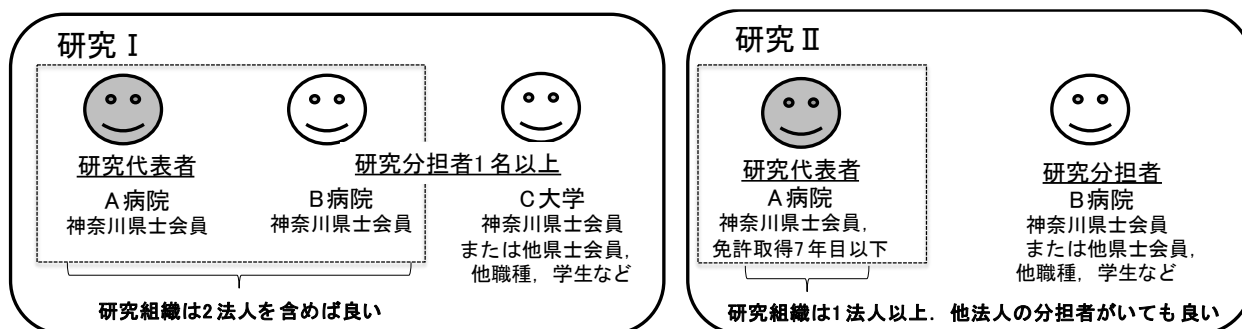 研究Ⅰ
研究代表者
A病院
神奈川県士会員
研究分担者1名以上
B病院
神奈川県士会員
C大学
神奈川県士会員
または他県士会員,
他職種, 学生など
研究組織は2法人を含めば良い
研究Ⅱ
研究代表者
A病院
神奈川県士会員,
免許取得7年目以下
研究分担者
B病院
神奈川県士会員
または他県士会員,
他職種, 学生など
研究組織は1法人以上. 他法人の分担者がいても良い